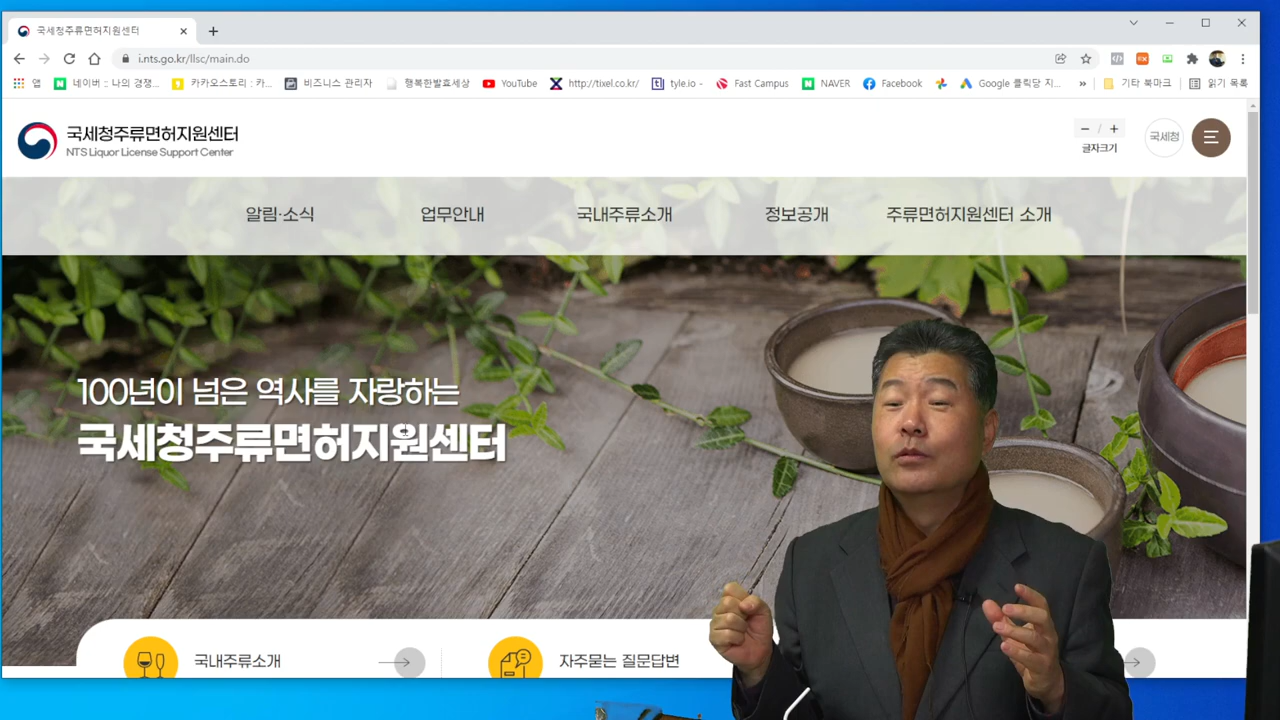 국세청주류면허지원센터
i.nts.go.kr/llsc/main.do
앱
네이버 :: 나의 경쟁...
카카오스토리 : 카...
비즈니스 관리자
행복한발효세상
YouTube
http://tixel.co.kr/
tyle.io -
Fast Campus
NAVER
Facebook
Google 클릭당 지...
»
기타 북마크
읽기 목록
국세청주류면허지원센터
NTS Liquor License Support Center
- / +
글자크기
국세청
알림·소식
업무안내
국내주류소개
정보공개
주류면허지원센터 소개
100년이 넘은 역사를 자랑하는
국세청주류면허지원센터
국내주류소개
자주묻는 질문답변